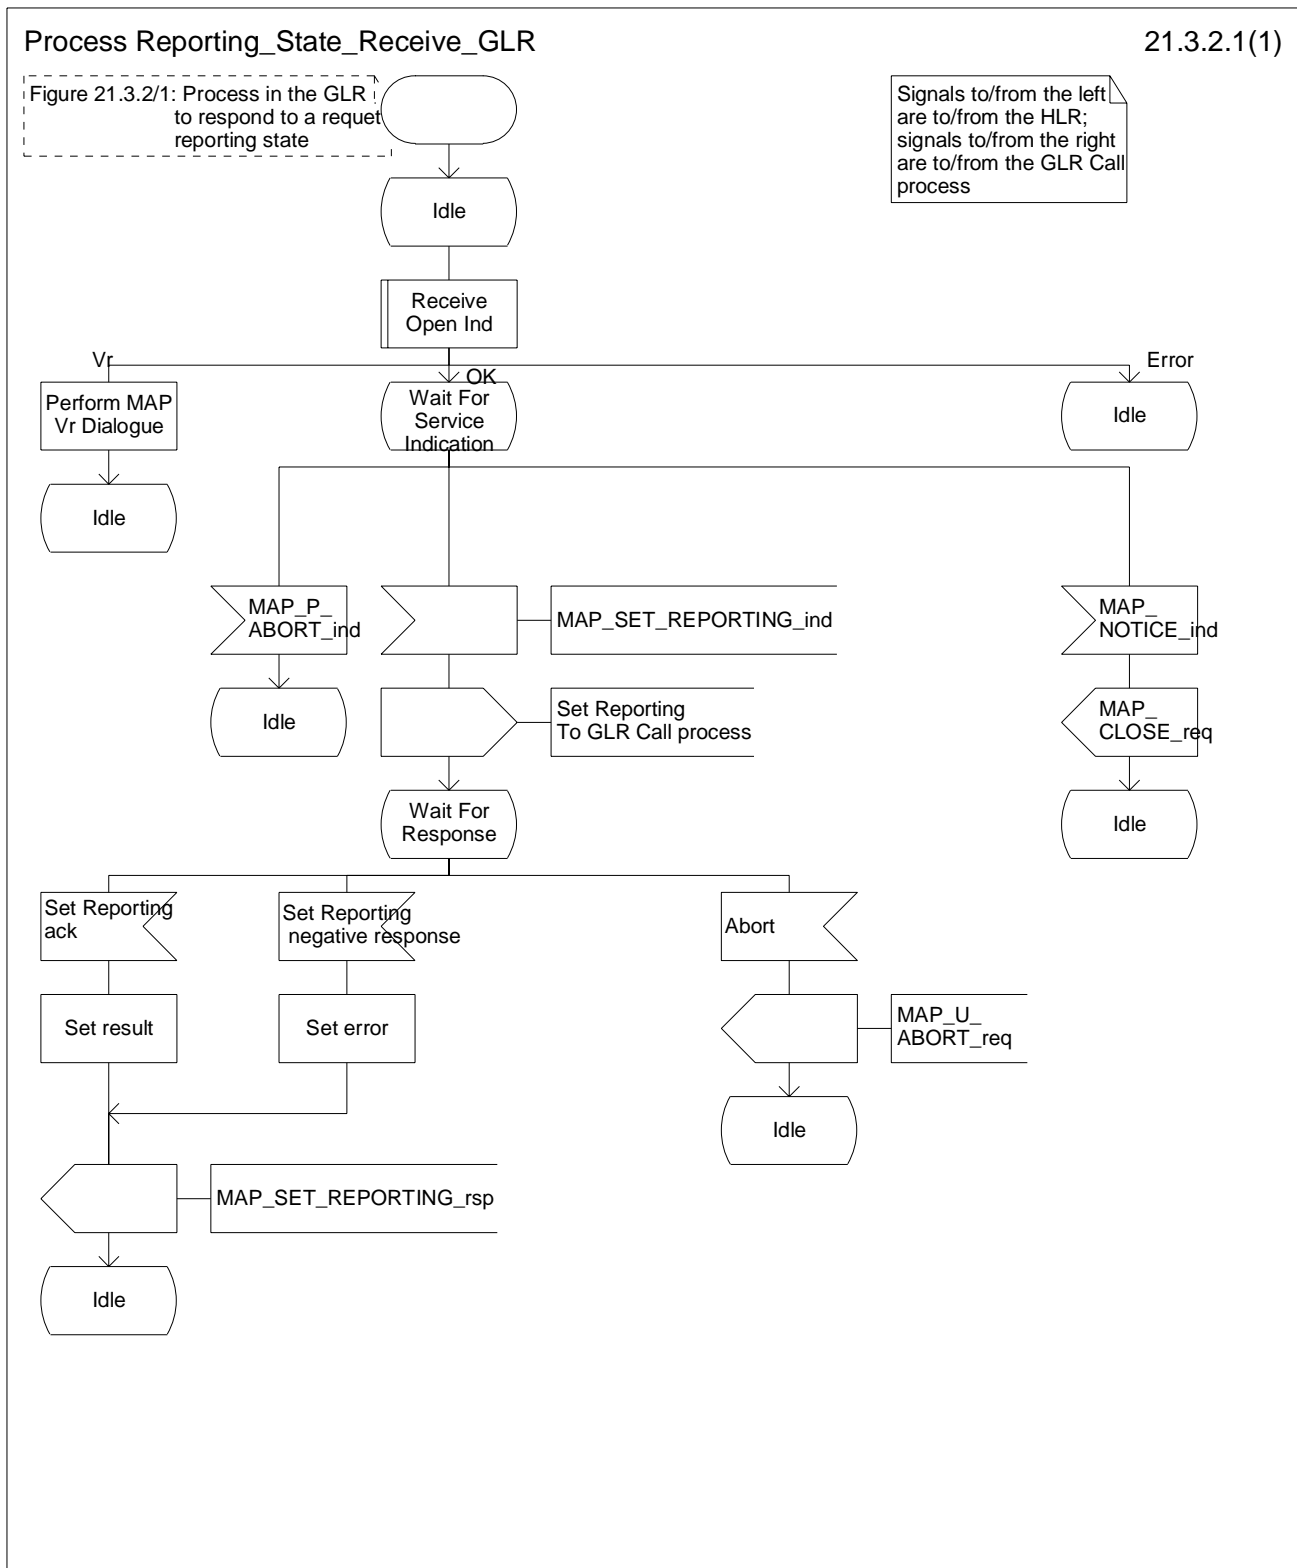 Process Reporting_State_Receive_GLR
21.3.2.1(1)
Figure 21.3.2/1: Process in the GLR
to respond to a requet
reporting state
Signals to/from the left
are to/from the HLR;
signals to/from the right
are to/from the GLR Call
process
Idle
Receive
Open Ind
Vr
OK
Error
Perform MAP
Vr Dialogue
Wait For
Service
Indication
Idle
Idle
MAP_P_
ABORT_ind
MAP_SET_REPORTING_ind
MAP_
NOTICE_ind
Idle
Set Reporting
To GLR Call process
MAP_
CLOSE_req
Wait For
Response
Idle
Set Reporting
ack
Set Reporting
negative response
Abort
Set result
Set error
MAP_U_
ABORT_req
Idle
MAP_SET_REPORTING_rsp
Idle